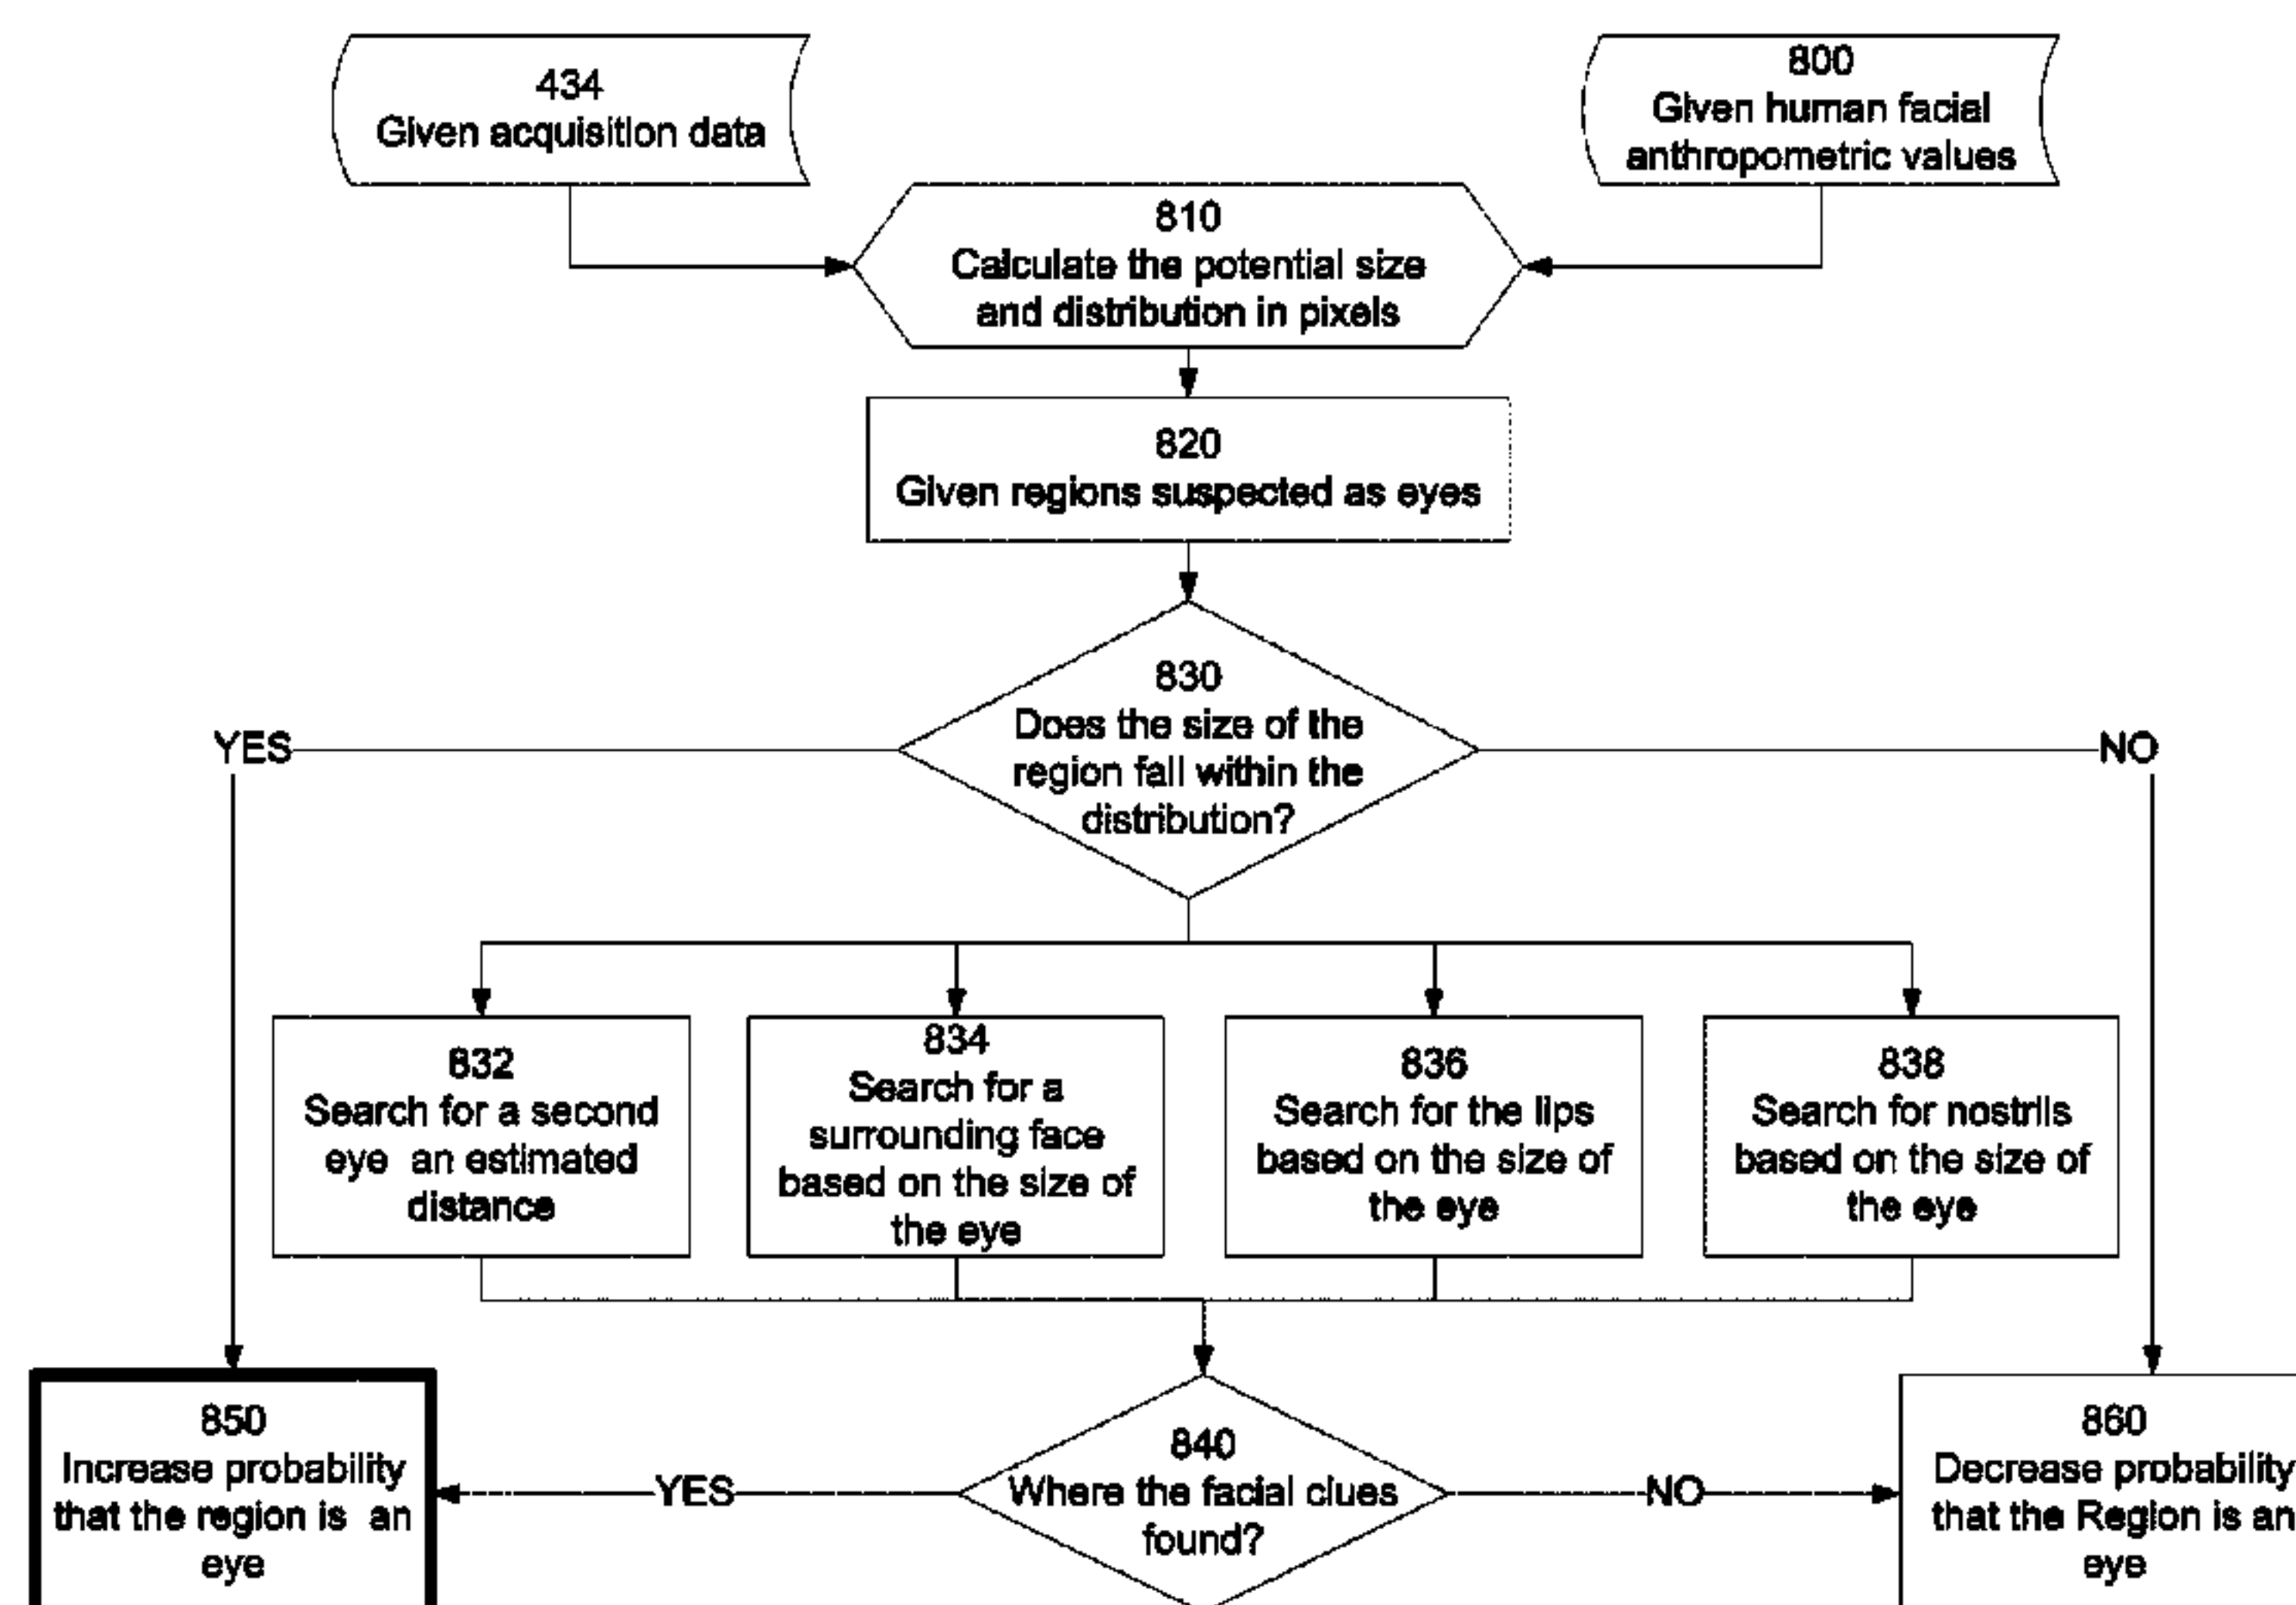 434
Given acquisition data
800
Given human facial
anthropometric values
810
Calculate the potential size
and distribution in pixels
820
Given regions suspected as eyes
830
Does the size of the
region fall within the
distribution?
YES
NO
832
Search for a second
eye an estimated
distance
834
Search for a
surrounding face
based on the size of
the eye
836
Search for the lips
based on the size of
the eye
838
Search for nostrils
based on the size of
the eye
850
Increase probability
that the region is an
eye
YES
840
Where the facial clues
found?
NO
860
Decrease probability
that the Region is an
eye